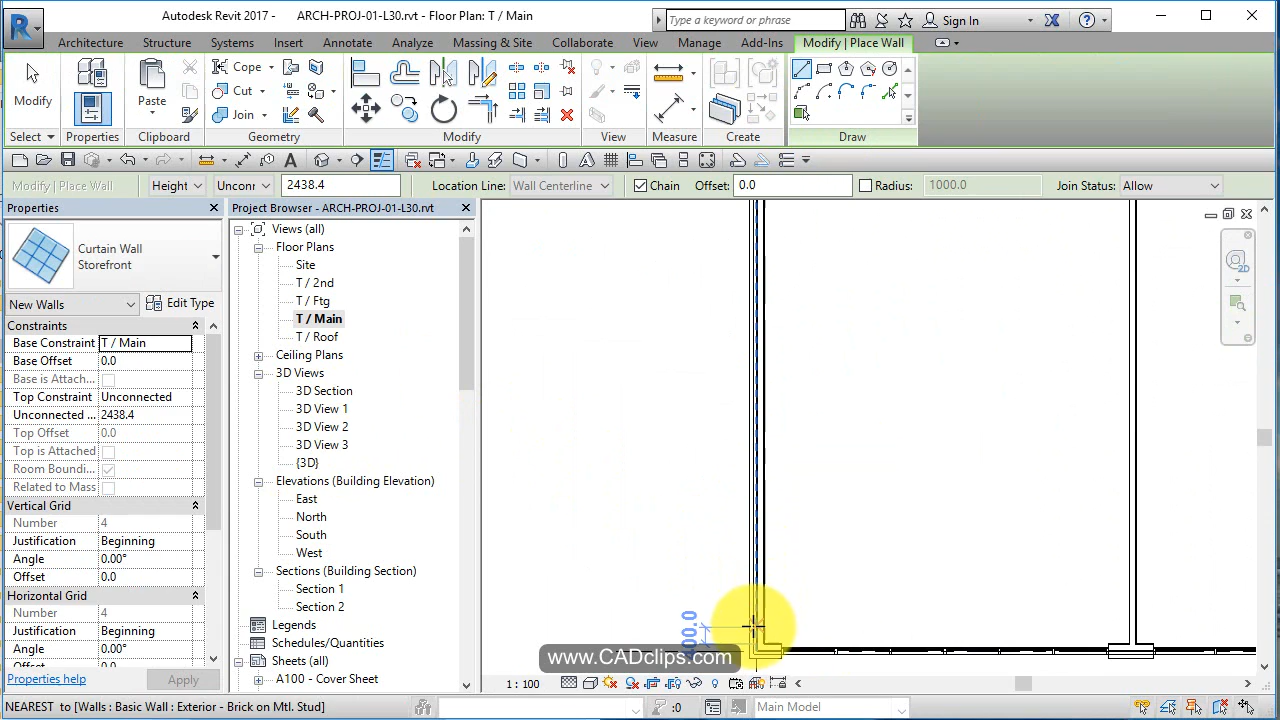 Autodesk Revit 2017 - ARCH-PROJ-01-L30.rvt - Floor Plan: T / Main
Type a keyword or phrase
Sign In
Architecture Structure Systems Insert Annotate Analyze Massing & Site Collaborate View Manage Add-Ins Modify | Place Wall
Modify Paste Cope Cut Join
Select Properties Clipboard Geometry Modify View Measure Create Draw
Modify | Place Wall Height Unconr 2438.4 Location Line: Wall Centerline Chain Offset: 0.0 Radius: 1000.0 Join Status: Allow
Properties
Curtain Wall
Storefront
New Walls Edit Type
Constraints
Base Constraint T / Main
Base Offset 0.0
Base is Attach...
Top Constraint Unconnected
Unconnected ... 2438.4
Top Offset 0.0
Top is Attached
Room Boundi...
Related to Mass
Vertical Grid
Number 4
Justification Beginning
Angle 0.00°
Offset 0.0
Horizontal Grid
Number 4
Justification Beginning
Angle 0.00°
Properties help Apply
Project Browser - ARCH-PROJ-01-L30.rvt
Views (all)
Floor Plans
Site
T / 2nd
T / Ftg
T / Main
T / Roof
Ceiling Plans
3D Views
3D Section
3D View 1
3D View 2
3D View 3
{3D}
Elevations (Building Elevation)
East
North
South
West
Sections (Building Section)
Section 1
Section 2
Legends
Schedules/Quantities
Sheets (all)
A100 - Cover Sheet
2D
www.CADclips.com
1 : 100
NEAREST to [Walls : Basic Wall : Exterior - Brick on Mtl. Stud]
:0
Main Model